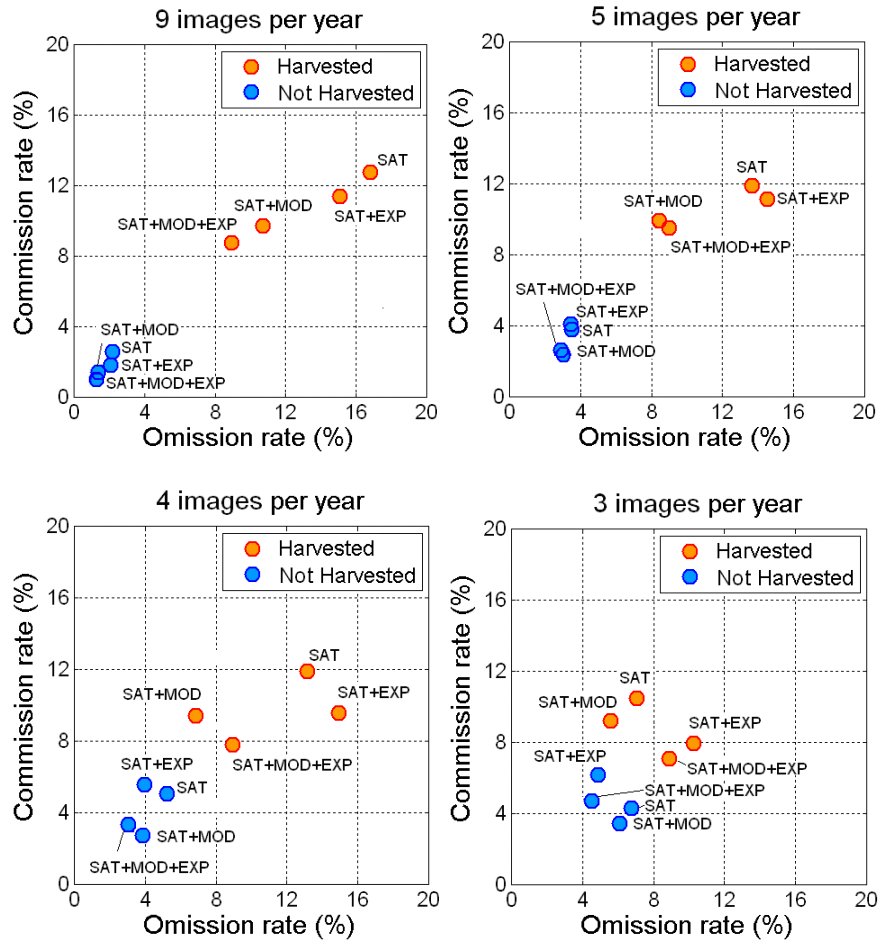 9 images per year
Commission rate (%)
20
16
12
8
4
0
Harvested
Not Harvested
SAT
SAT+EXP
SAT+MOD
SAT+MOD+EXP
SAT+MOD
SAT
SAT+EXP
SAT+MOD+EXP
4
8
12
16
20
Omission rate (%)
5 images per year
Commission rate (%)
20
16
12
8
4
0
Harvested
Not Harvested
SAT
SAT+EXP
SAT+MOD
SAT+MOD+EXP
SAT+MOD+EXP
SAT+EXP
SAT
SAT+MOD
0
4
8
12
16
20
Omission rate (%)
4 images per year
Commission rate (%)
20
16
12
8
4
0
Harvested
Not Harvested
SAT
SAT+MOD
SAT+EXP
SAT+MOD+EXP
SAT+EXP
SAT
SAT+MOD
SAT+MOD+EXP
0
4
8
12
16
20
Omission rate (%)
3 images per year
Commission rate (%)
20
16
12
8
4
0
Harvested
Not Harvested
SAT
SAT+MOD
SAT+EXP
SAT+MOD+EXP
SAT+EXP
SAT+MOD+EXP
SAT
SAT+MOD
0
4
8
12
16
20
Omission rate (%)